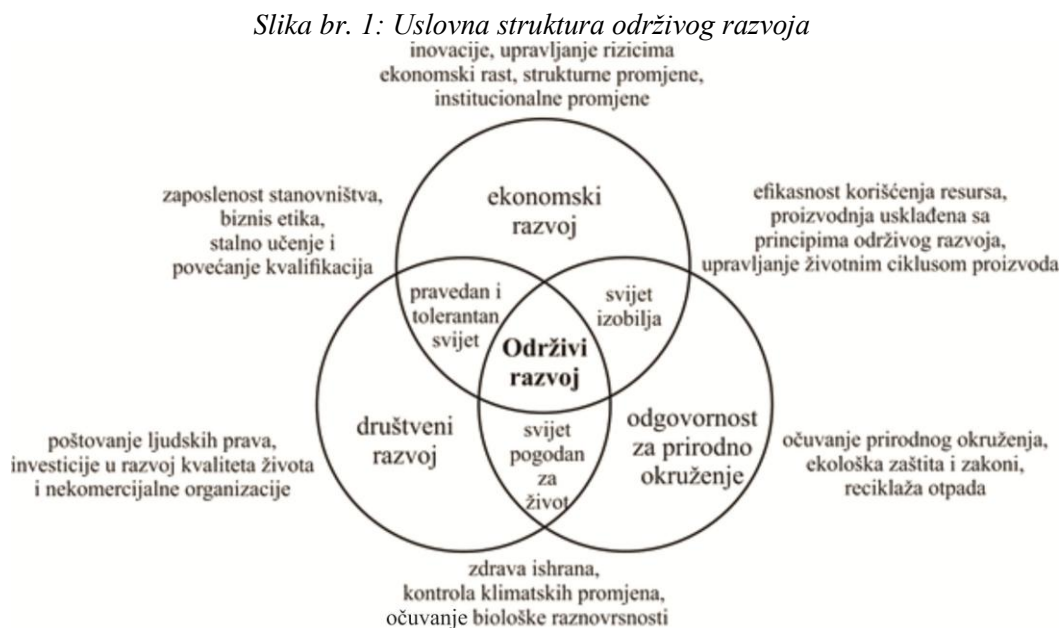 Slika br. 1: Uslovna struktura održivog razvoja
inovacije, upravljanje rizicima
ekonomski rast, strukturne promjene,
institucionalne promjene
zaposlenost stanovništva,
biznis etika,
stalno učenje i
povećanje kvalifikacija
ekonomski
razvoj
efikasnost korišćenja resursa,
proizvodnja usklađena sa
principima održivog razvoja,
upravljanje životnim ciklusom proizvoda
pravedan i
tolerantan
svijet
svijet
izobilja
Održivi
razvoj
poštovanje ljudskih prava,
investicije u razvoj kvaliteta života
i nekomercijalne organizacije
društveni
razvoj
svijet
pogodan
za
život
odgovornost
za prirodno
okruženje
očuvanje prirodnog okruženja,
ekološka zaštita i zakoni,
reciklaža otpada
zdrava ishrana,
kontrola klimatskih promjena,
očuvanje biološke raznovrsnosti